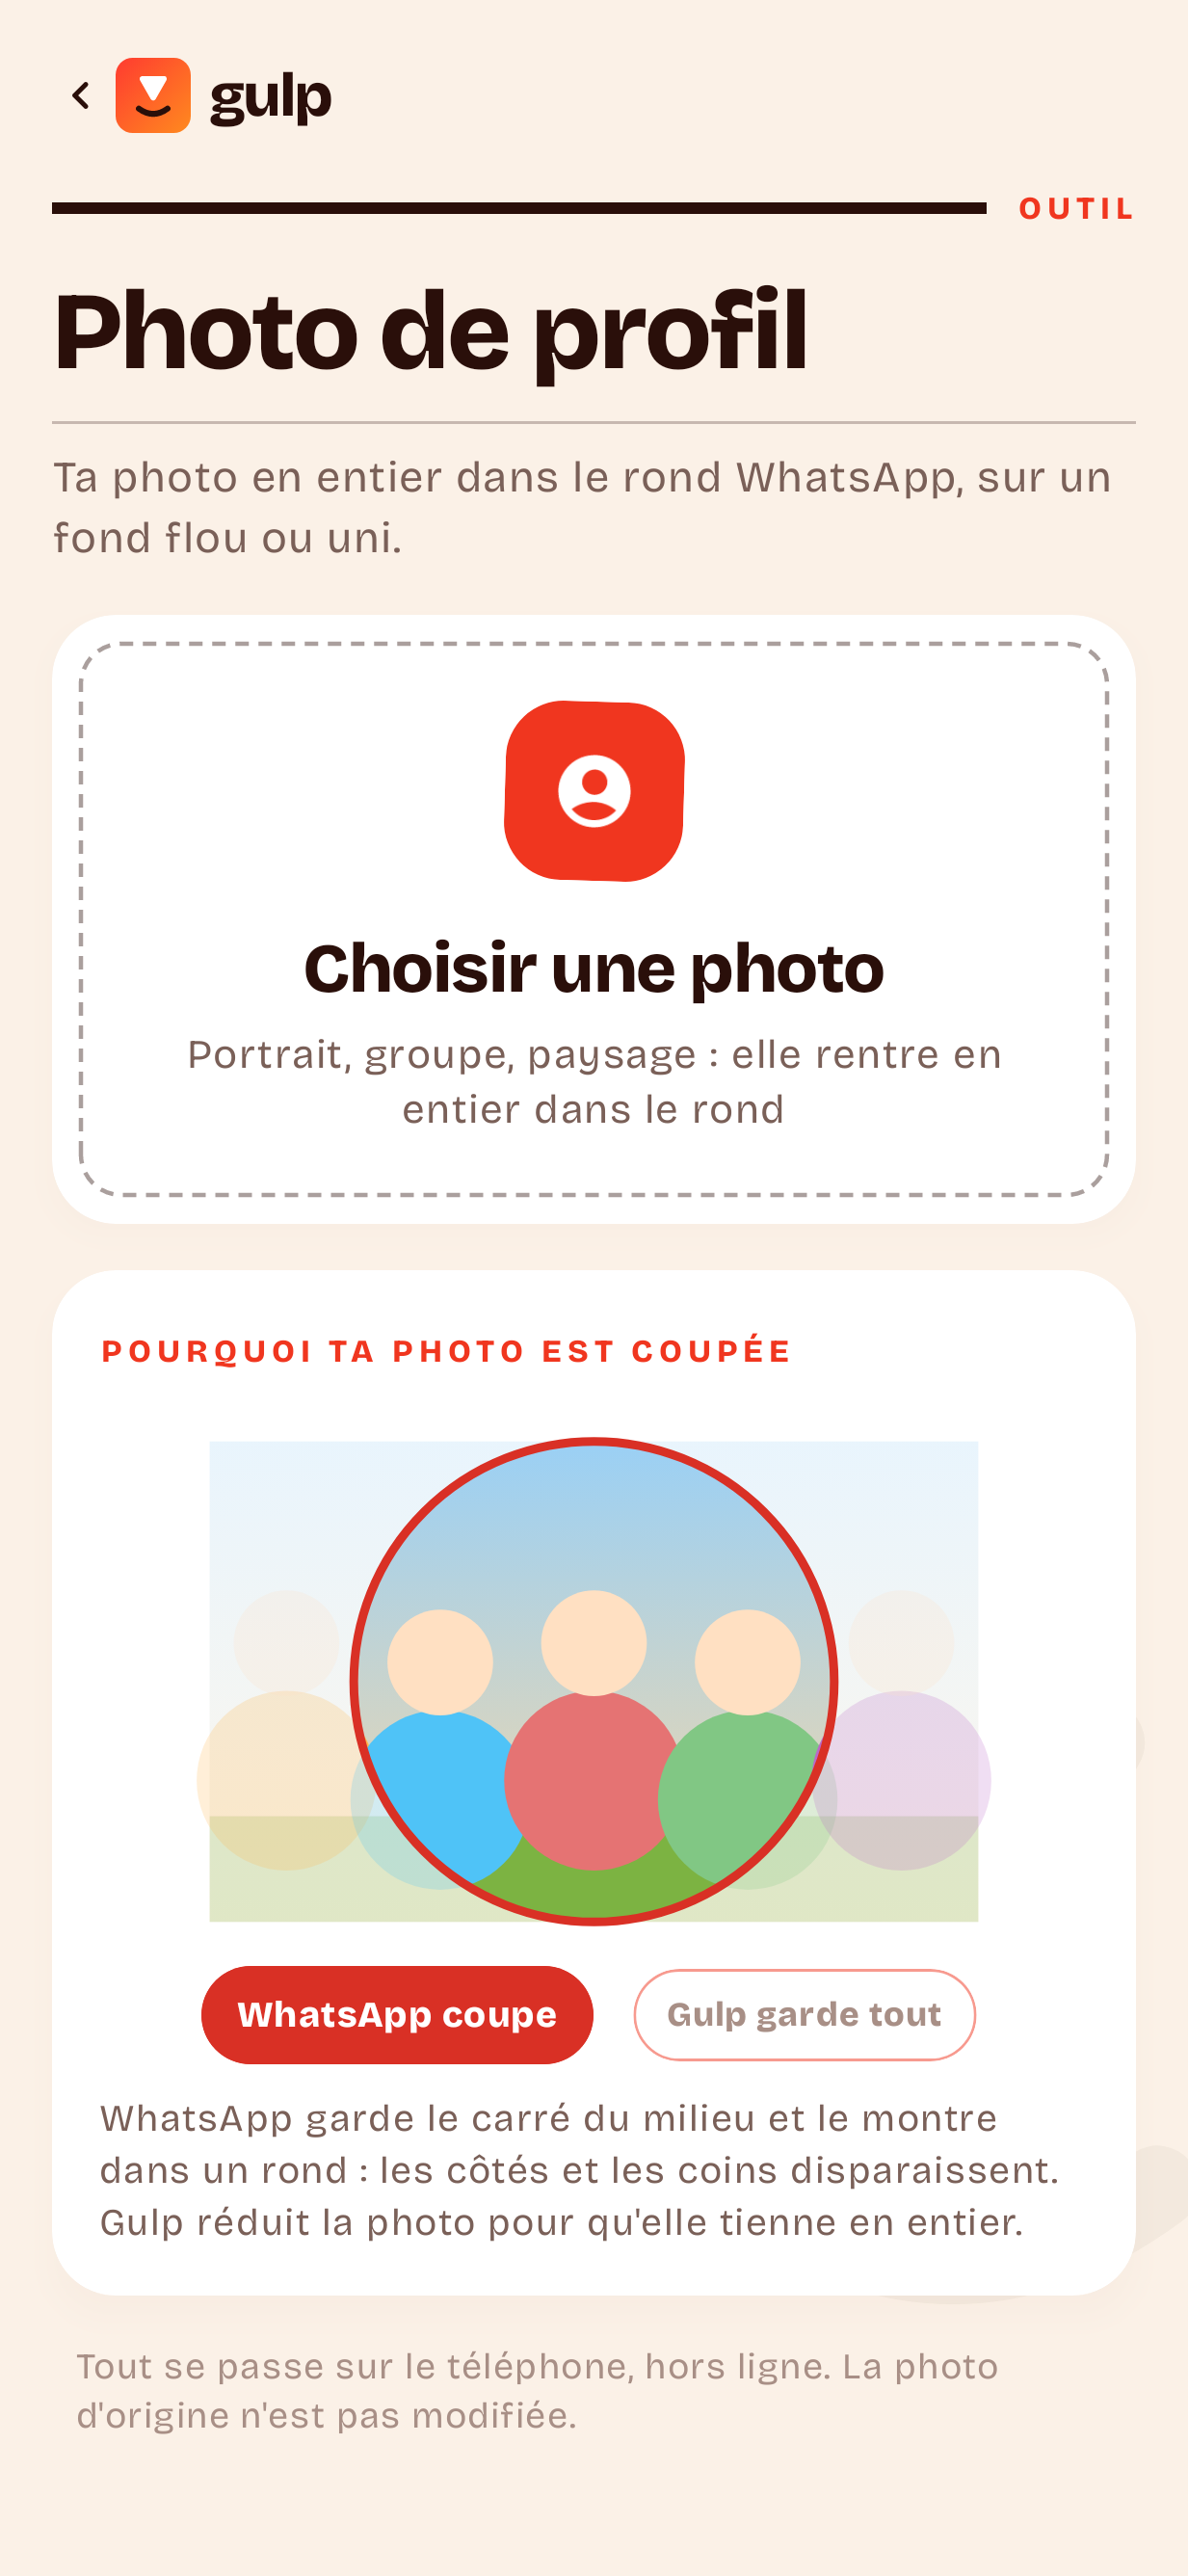 gulp
OUTIL
Photo de profil
Ta photo en entier dans le rond WhatsApp, sur un
fond flou ou uni.
Choisir une photo
Portrait, groupe, paysage : elle rentre en
entier dans le rond
POURQUOI TA PHOTO EST COUPÉE
WhatsApp coupe
Gulp garde tout
WhatsApp garde le carré du milieu et le montre
dans un rond : les côtés et les coins disparaissent.
Gulp réduit la photo pour qu'elle tienne en entier.
Tout se passe sur le téléphone, hors ligne. La photo
d'origine n'est pas modifiée.